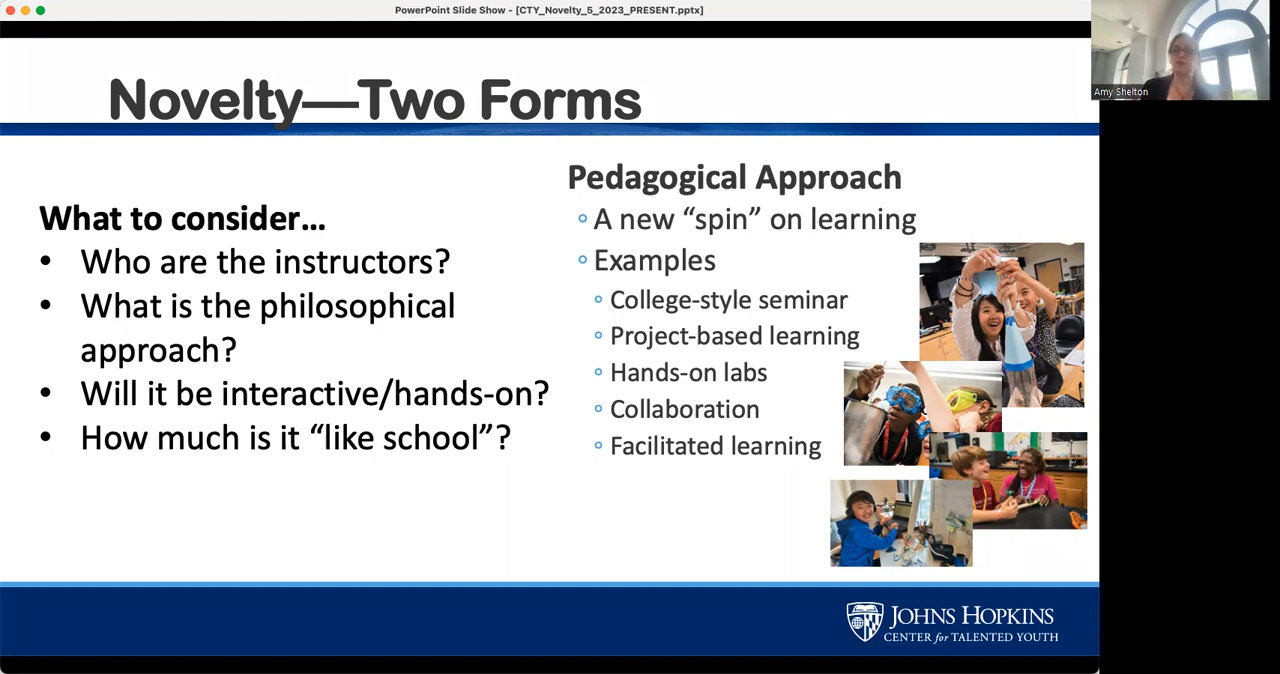 PowerPoint Slide Show - [CTY_Novelty_5_2023_PRESENT.pptx]
Amy Shelton
Novelty—Two Forms
What to consider…
• Who are the instructors?
• What is the philosophical
approach?
• Will it be interactive/hands-on?
• How much is it “like school”?
Pedagogical Approach
◦ A new “spin” on learning
◦ Examples
◦ College-style seminar
◦ Project-based learning
◦ Hands-on labs
◦ Collaboration
◦ Facilitated learning
JOHNS HOPKINS
CENTER for TALENTED YOUTH